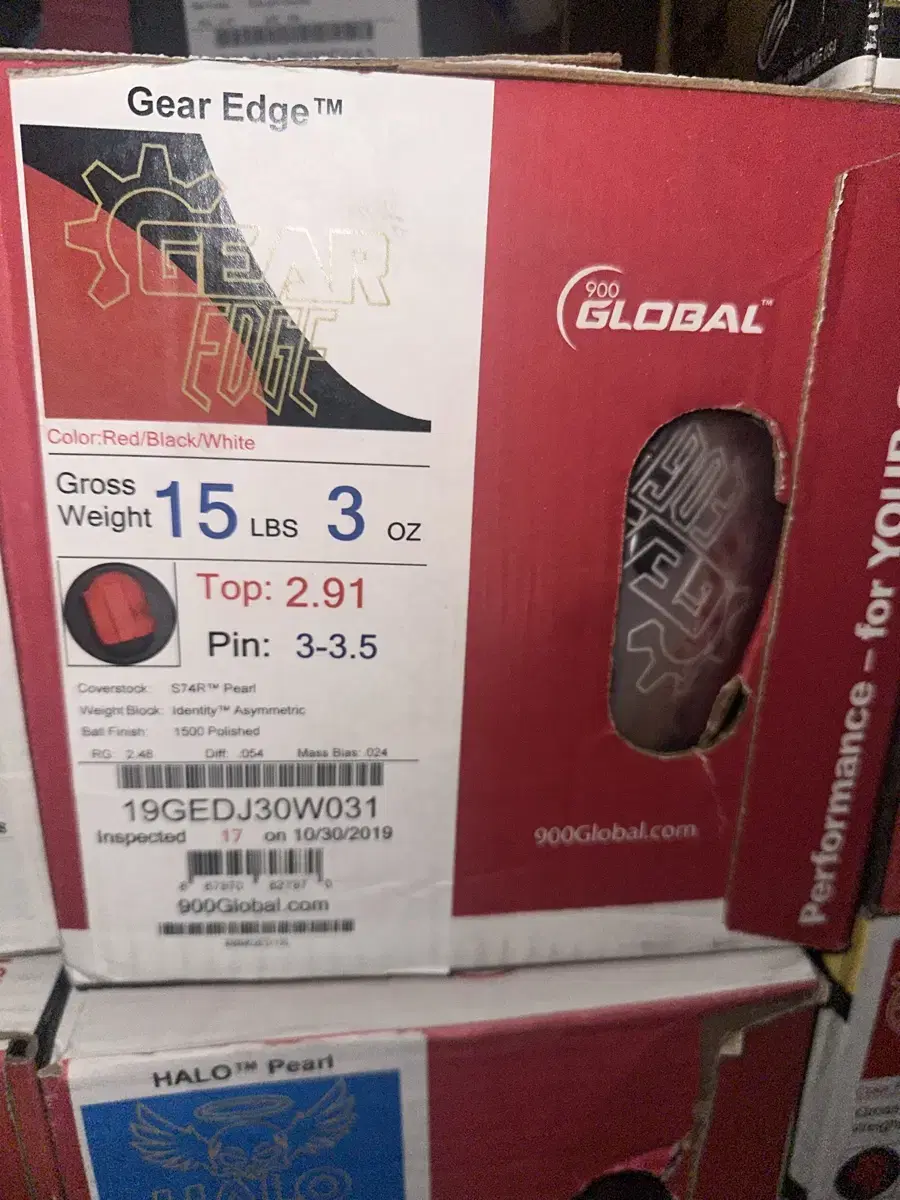 Gear Edge™
GEAR
EDGE
Color:Red/Black/White
Gross
Weight 15 LBS 3 OZ
Top: 2.91
Pin: 3-3.5
Coverstock: S74R™ Pearl
Weight Block: Identity™ Asymmetric
Ball Finish: 1500 Polished
RG: 2.48 Diff: .054 Mass Bias: .024
19GEDJ30W031
Inspected 17 on 10/30/2019
900Global.com
900
GLOBAL™
GEAR
900Global.com
Performance – for YOUR
HALO™ Pearl
HALO